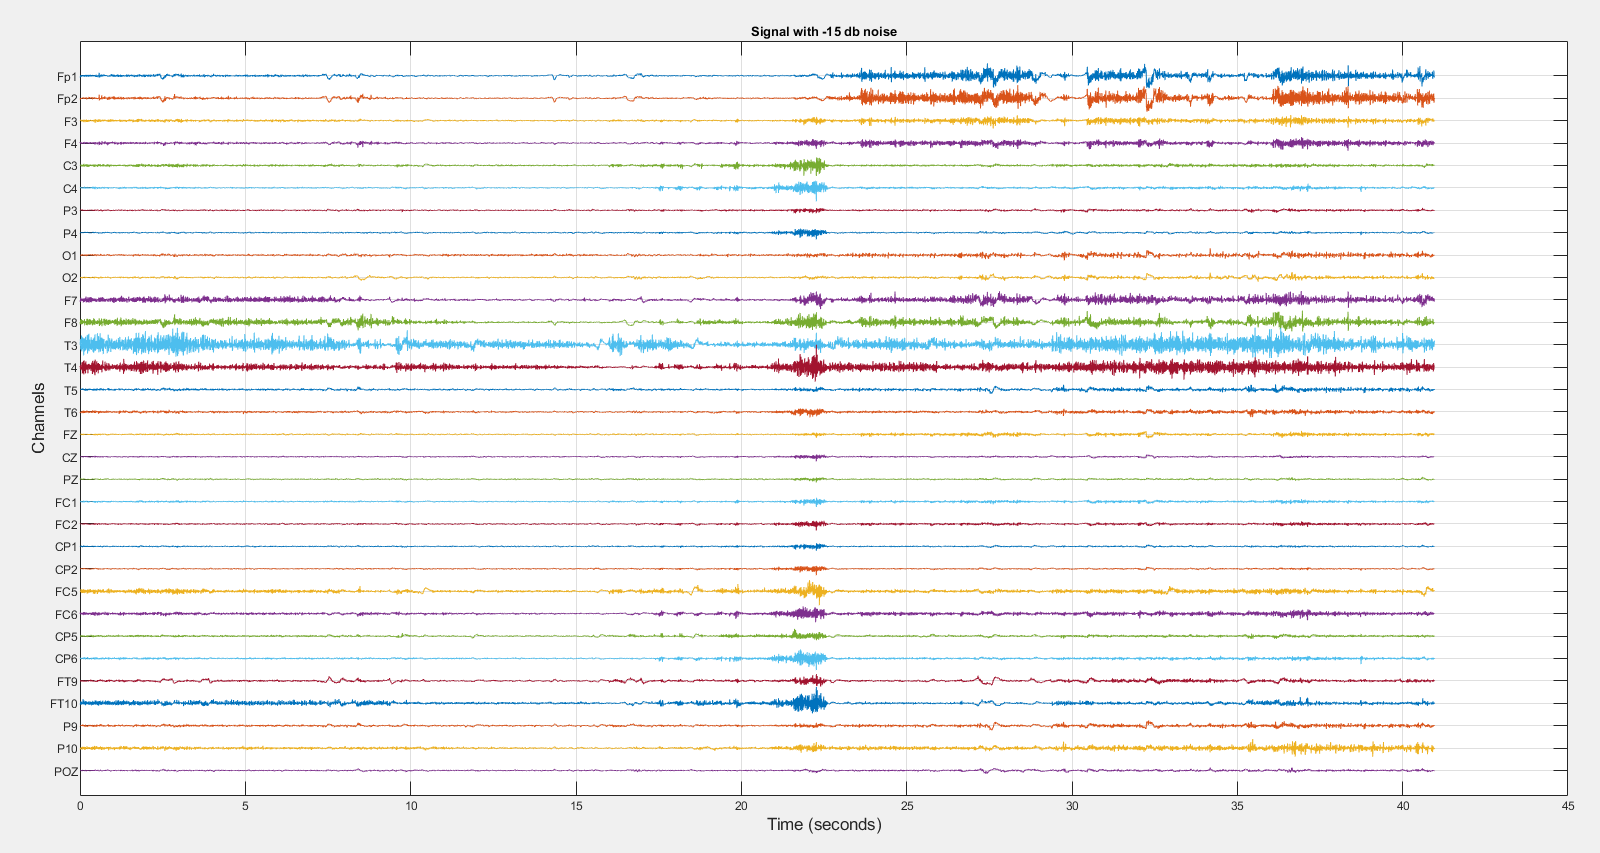 Signal with -15 db noise
Channels
Fp1
Fp2
F3
F4
C3
C4
P3
P4
O1
O2
F7
F8
T3
T4
T5
T6
FZ
CZ
PZ
FC1
FC2
CP1
CP2
FC5
FC6
CP5
CP6
FT9
FT10
P9
P10
POZ
0 5 10 15 20 25 30 35 40 45
Time (seconds)